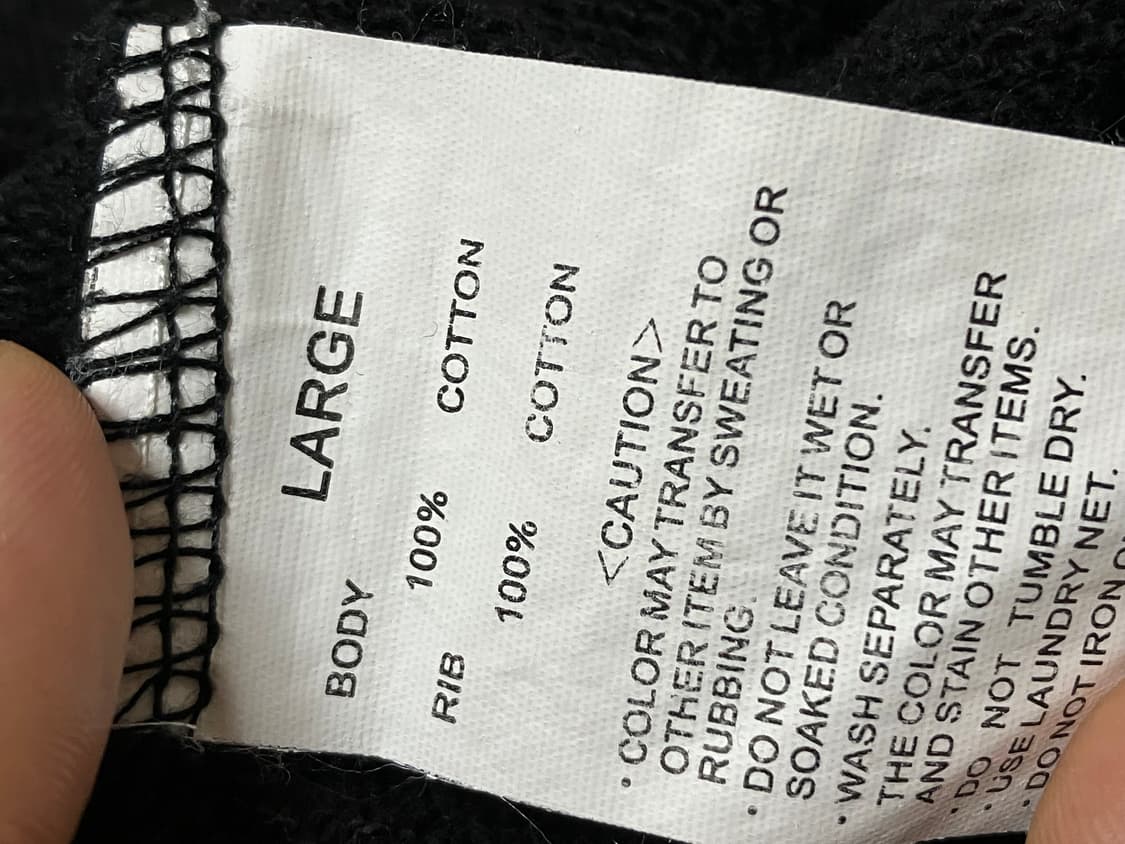 LARGE
BODY
100% COTTON
RIB
100% COTTON
<CAUTION>
・COLOR MAY TRANSFER TO
OTHER ITEM BY SWEATING OR
RUBBING.
・DO NOT LEAVE IT WET OR
SOAKED CONDITION.
・WASH SEPARATELY.
THE COLOR MAY TRANSFER
AND STAIN OTHER ITEMS.
・DO NOT TUMBLE DRY.
・USE LAUNDRY NET.
・DO NOT IRON